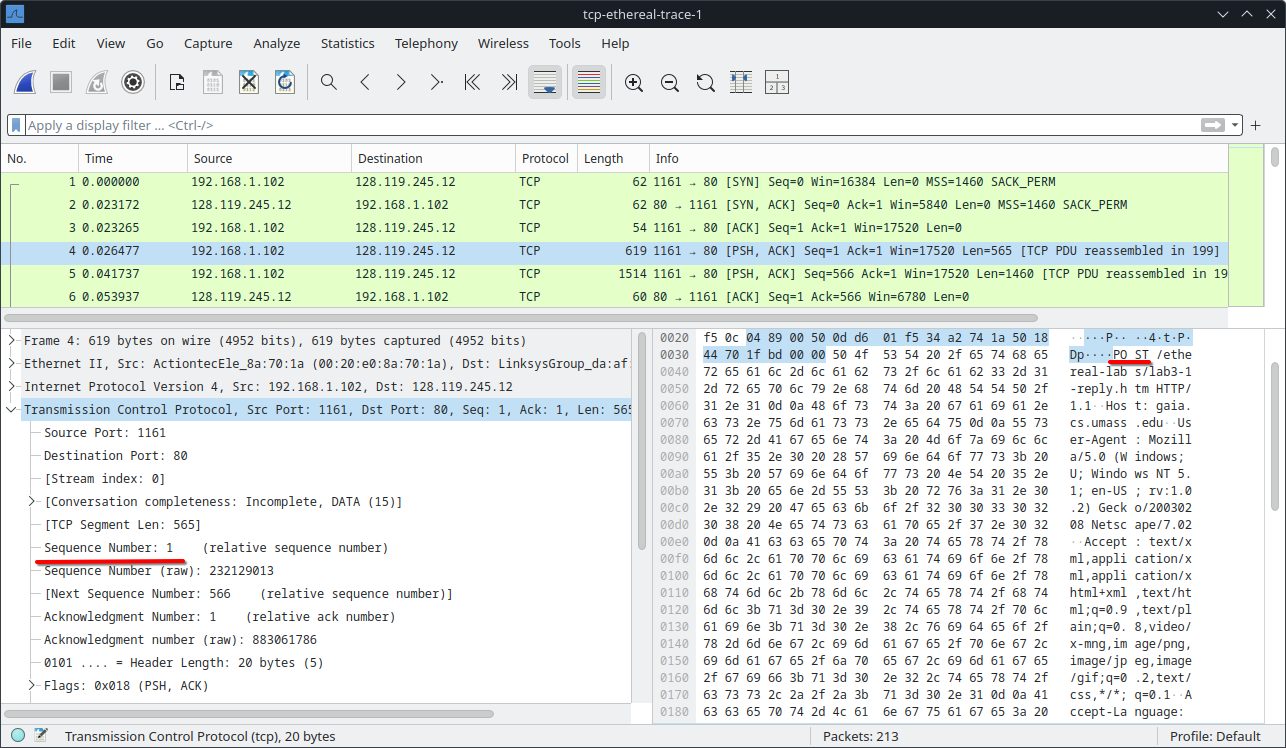 tcp-ethereal-trace-1
File Edit View Go Capture Analyze Statistics Telephony Wireless Tools Help
Apply a display filter ... <Ctrl-/>
No. Time Source Destination Protocol Length Info
1 0.000000 192.168.1.102 128.119.245.12 TCP 62 1161 → 80 [SYN] Seq=0 Win=16384 Len=0 MSS=1460 SACK_PERM
2 0.023172 128.119.245.12 192.168.1.102 TCP 62 80 → 1161 [SYN, ACK] Seq=0 Ack=1 Win=5840 Len=0 MSS=1460 SACK_PERM
3 0.023265 192.168.1.102 128.119.245.12 TCP 54 1161 → 80 [ACK] Seq=1 Ack=1 Win=17520 Len=0
4 0.026477 192.168.1.102 128.119.245.12 TCP 619 1161 → 80 [PSH, ACK] Seq=1 Ack=1 Win=17520 Len=565 [TCP PDU reassembled in 199]
5 0.041737 192.168.1.102 128.119.245.12 TCP 1514 1161 → 80 [PSH, ACK] Seq=566 Ack=1 Win=17520 Len=1460 [TCP PDU reassembled in 19
6 0.053937 128.119.245.12 192.168.1.102 TCP 60 80 → 1161 [ACK] Seq=1 Ack=566 Win=6780 Len=0
Frame 4: 619 bytes on wire (4952 bits), 619 bytes captured (4952 bits)
Ethernet II, Src: ActiontecEle_8a:70:1a (00:20:e0:8a:70:1a), Dst: LinksysGroup_da:af
Internet Protocol Version 4, Src: 192.168.1.102, Dst: 128.119.245.12
Transmission Control Protocol, Src Port: 1161, Dst Port: 80, Seq: 1, Ack: 1, Len: 565
Source Port: 1161
Destination Port: 80
[Stream index: 0]
[Conversation completeness: Incomplete, DATA (15)]
[TCP Segment Len: 565]
Sequence Number: 1 (relative sequence number)
Sequence Number (raw): 232129013
[Next Sequence Number: 566 (relative sequence number)]
Acknowledgment Number: 1 (relative ack number)
Acknowledgment number (raw): 883061786
0101 .... = Header Length: 20 bytes (5)
Flags: 0x018 (PSH, ACK)
0020 f5 0c 04 89 00 50 0d d6 01 f5 34 a2 74 1a 50 18 ·····P·· ··4·t·P·
0030 44 70 1f bd 00 00 50 4f 53 54 20 2f 65 74 68 65 Dp····PO ST /ethe
0040 72 65 61 6c 2d 6c 61 62 73 2f 6c 61 62 33 2d 31 real-lab s/lab3-1
0050 2d 72 65 70 6c 79 2e 68 74 6d 20 48 54 54 50 2f -reply.h tm HTTP/
0060 31 2e 31 0d 0a 48 6f 73 74 3a 20 67 61 69 61 2e 1.1··Hos t: gaia.
0070 63 73 2e 75 6d 61 73 73 2e 65 64 75 0d 0a 55 73 cs.umass .edu··Us
0080 65 72 2d 41 67 65 6e 74 3a 20 4d 6f 7a 69 6c 6c er-Agent : Mozill
0090 61 2f 35 2e 30 20 28 57 69 6e 64 6f 77 73 3b 20 a/5.0 (W indows;
00a0 55 3b 20 57 69 6e 64 6f 77 73 20 4e 54 20 35 2e U; Windo ws NT 5.
00b0 31 3b 20 65 6e 2d 55 53 3b 20 72 76 3a 31 2e 30 1; en-US ; rv:1.0
00c0 2e 32 29 20 47 65 63 6b 6f 2f 32 30 30 33 30 32 .2) Geck o/200302
00d0 30 38 20 4e 65 74 73 63 61 70 65 2f 37 2e 30 32 08 Netsc ape/7.02
00e0 0d 0a 41 63 63 65 70 74 3a 20 74 65 78 74 2f 78 ··Accept : text/x
00f0 6d 6c 2c 61 70 70 6c 69 63 61 74 69 6f 6e 2f 78 ml,appli cation/x
0100 6d 6c 2c 61 70 70 6c 69 63 61 74 69 6f 6e 2f 78 ml,appli cation/x
0110 68 74 6d 6c 2b 78 6d 6c 2c 74 65 78 74 2f 68 74 html+xml ,text/ht
0120 6d 6c 3b 71 3d 30 2e 39 2c 74 65 78 74 2f 70 6c ml;q=0.9 ,text/pl
0130 61 69 6e 3b 71 3d 30 2e 38 2c 76 69 64 65 6f 2f ain;q=0. 8,video/
0140 78 2d 6d 6e 67 2c 69 6d 61 67 65 2f 70 6e 67 2c x-mng,im age/png,
0150 69 6d 61 67 65 2f 6a 70 65 67 2c 69 6d 61 67 65 image/jp eg,image
0160 2f 67 69 66 3b 71 3d 30 2e 32 2c 74 65 78 74 2f /gif;q=0 .2,text/
0170 63 73 73 2c 2a 2f 2a 3b 71 3d 30 2e 31 0d 0a 41 css,*/*; q=0.1··A
0180 63 63 65 70 74 2d 4c 61 6e 67 75 61 67 65 3a 20 ccept-La nguage:
Transmission Control Protocol (tcp), 20 bytes
Packets: 213
Profile: Default